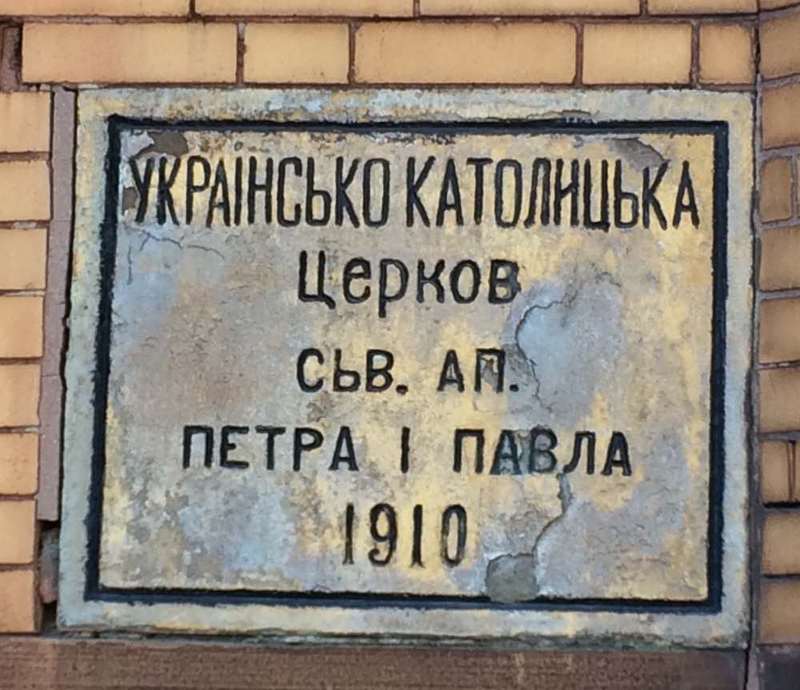 УКРАІНСЬКО КАТОЛИЦЬКА
Церков
СЬВ. АП.
ПЕТРА І ПАВЛА
1910